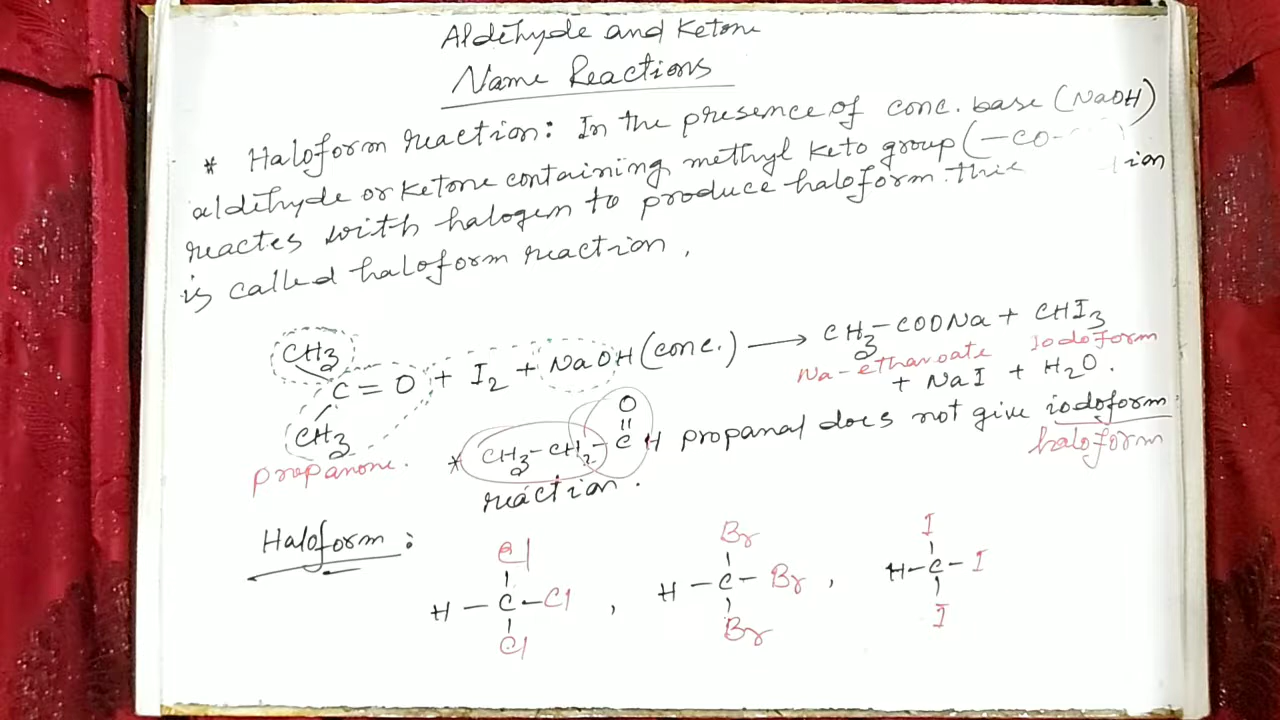 Aldehyde and Ketone
Name Reactions
* Haloform reaction: In the presence of conc. base (NaOH)
aldehyde or Ketone containing methyl keto group (-CO-
reactes with halogen to produce haloform. this
is called haloform reaction,
CH3
C = O + I2 + NaOH (conc.) → CH3-COONa + CHI3
Na-ethanoate Iodoform
+ NaI + H2O.
CH3
propanone.
O
||
* CH3-CH2-C H propanal does not give iodoform
haloform
reaction.
Haloform:
Cl Br I
H - C - Cl , H - C - Br , H - C - I
Cl Br I